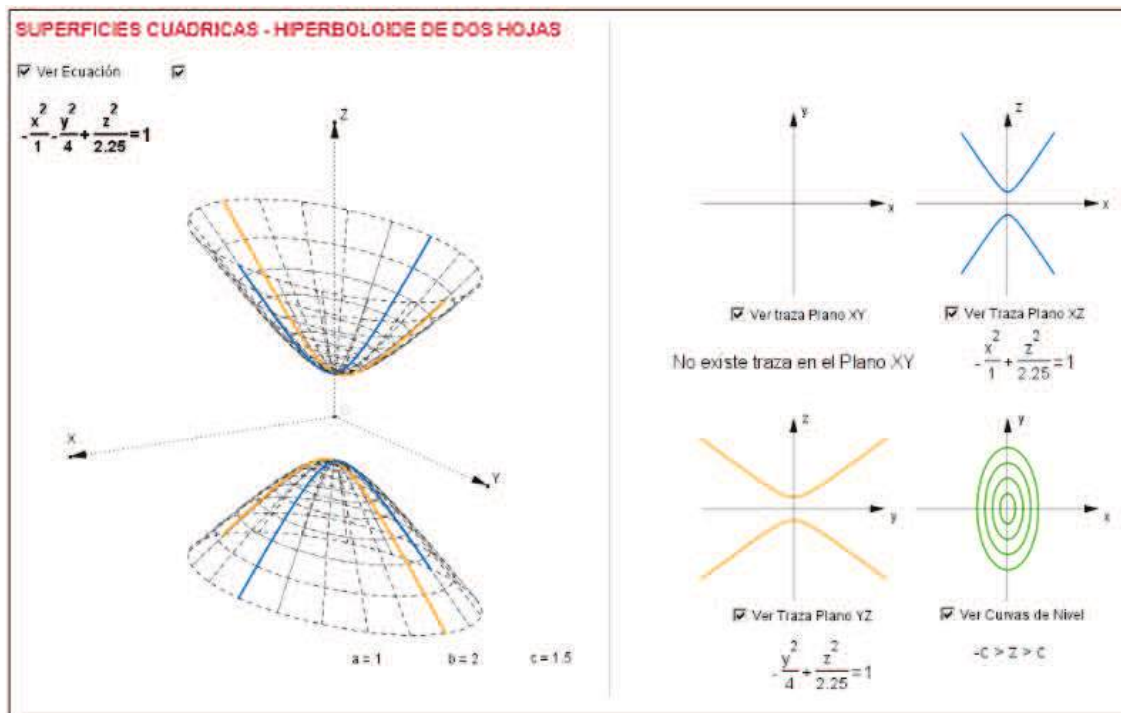 SUPERFICIES CUÁDRICAS - HIPERBOLOIDE DE DOS HOJAS
Ver Ecuación
-x²/1 - y²/4 + z²/2.25 = 1
Z
X
Y
a = 1 b = 2 c = 1.5
y
x
Ver traza Plano XY
No existe traza en el Plano XY
z
x
Ver Traza Plano XZ
-x²/1 + z²/2.25 = 1
z
y
Ver Traza Plano YZ
-y²/4 + z²/2.25 = 1
y
x
Ver Curvas de Nivel
-c > z > c